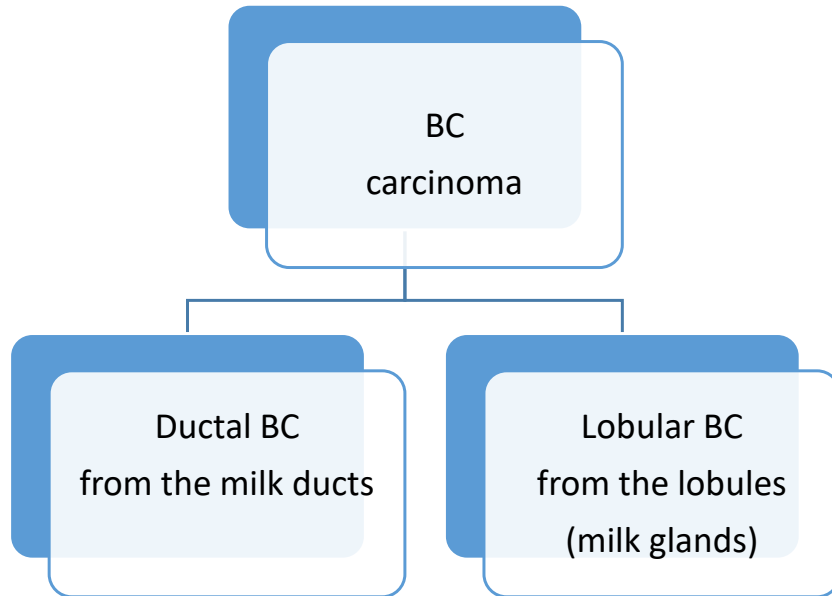 BC
carcinoma
Ductal BC
from the milk ducts
Lobular BC
from the lobules
(milk glands)